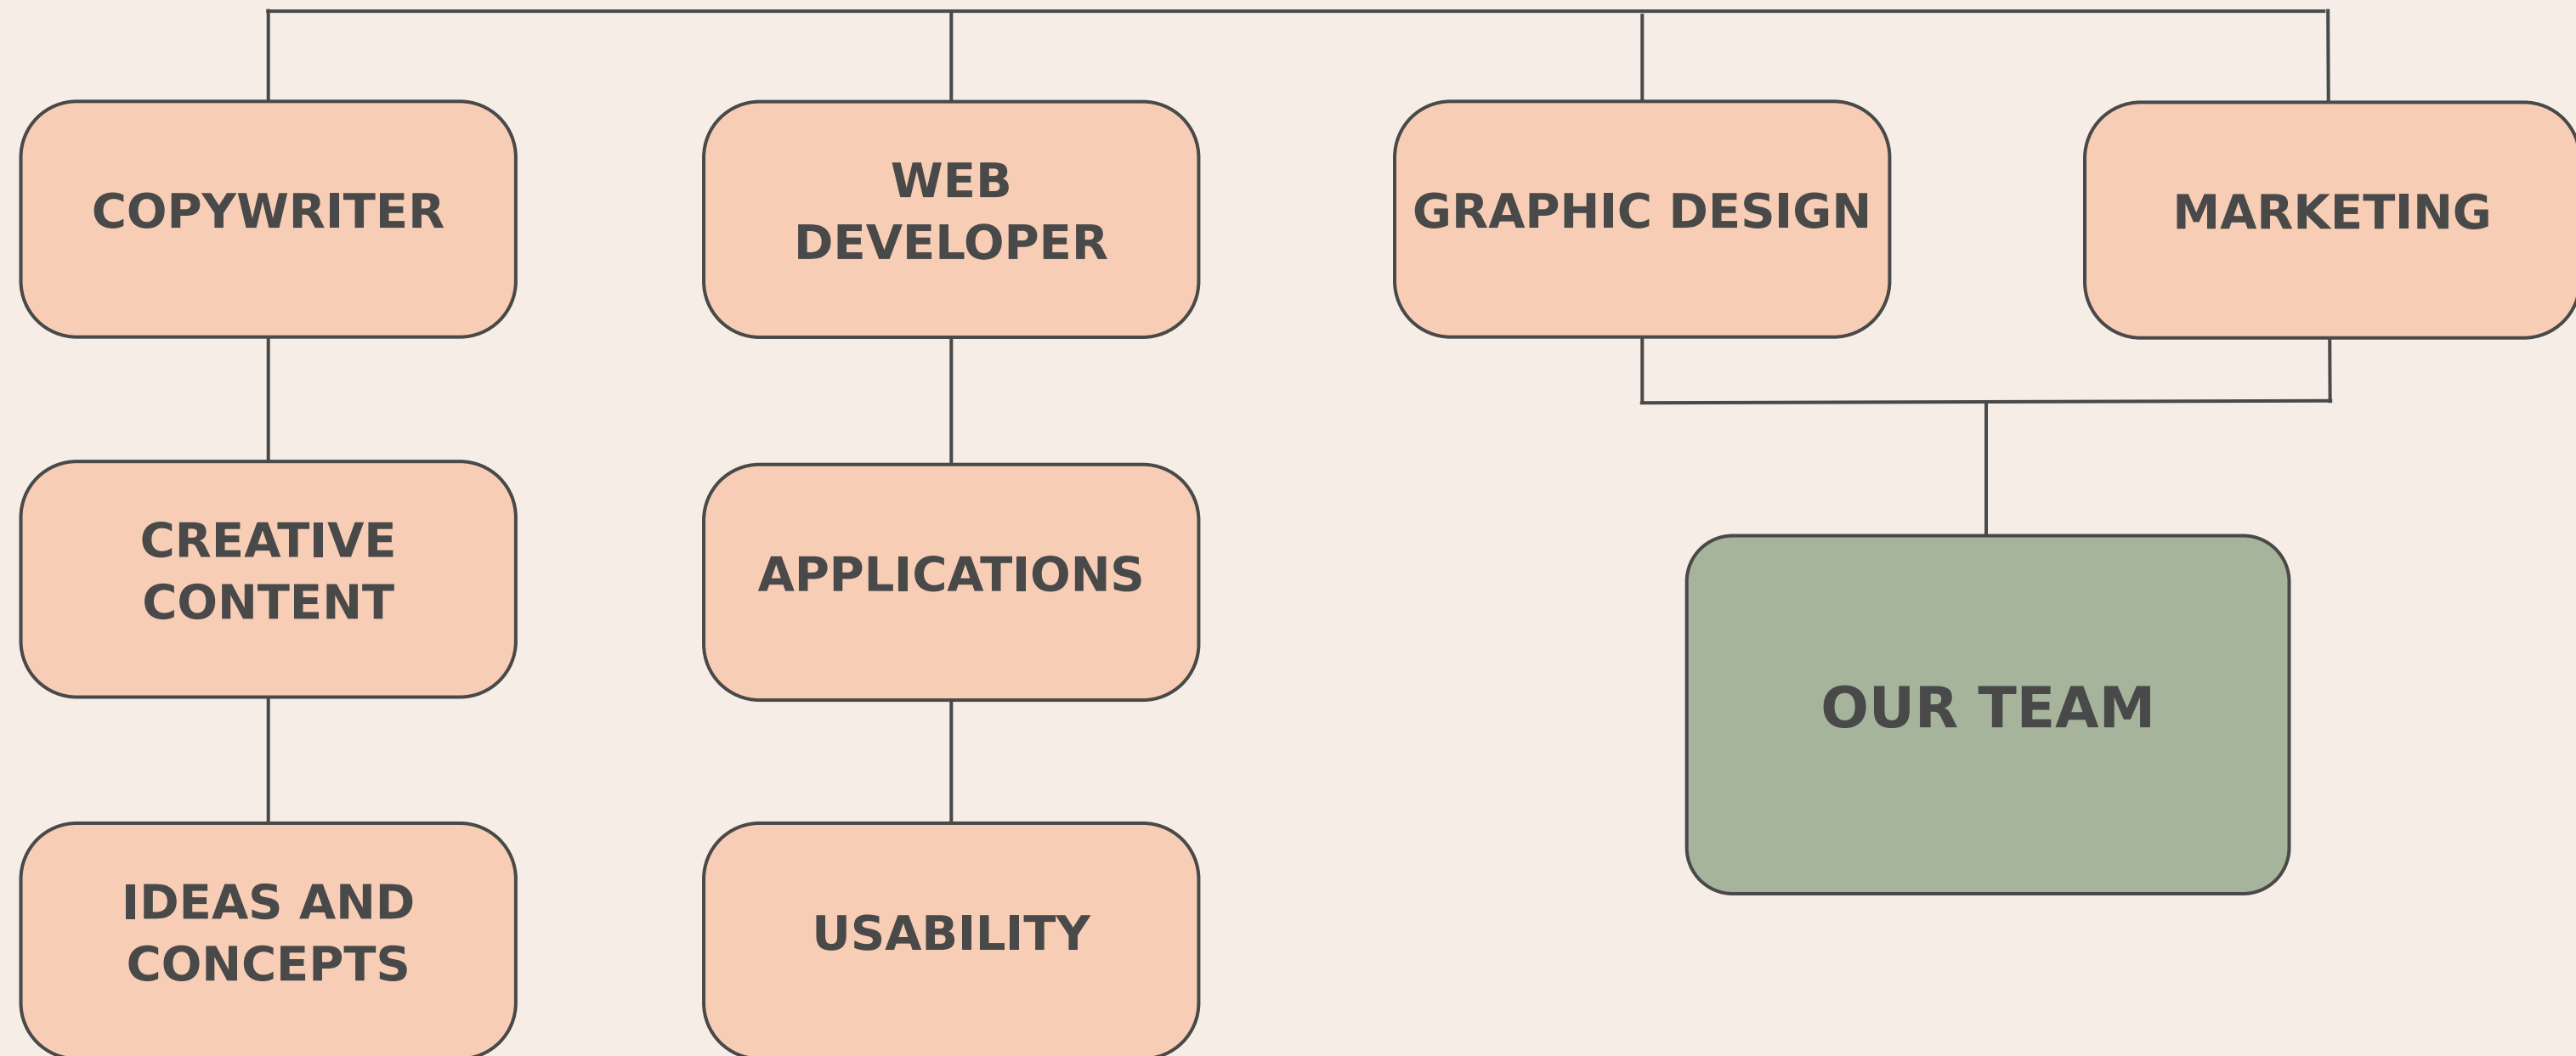 COPYWRITER
WEB
DEVELOPER
GRAPHIC DESIGN
MARKETING
CREATIVE
CONTENT
APPLICATIONS
OUR TEAM
IDEAS AND
CONCEPTS
USABILITY